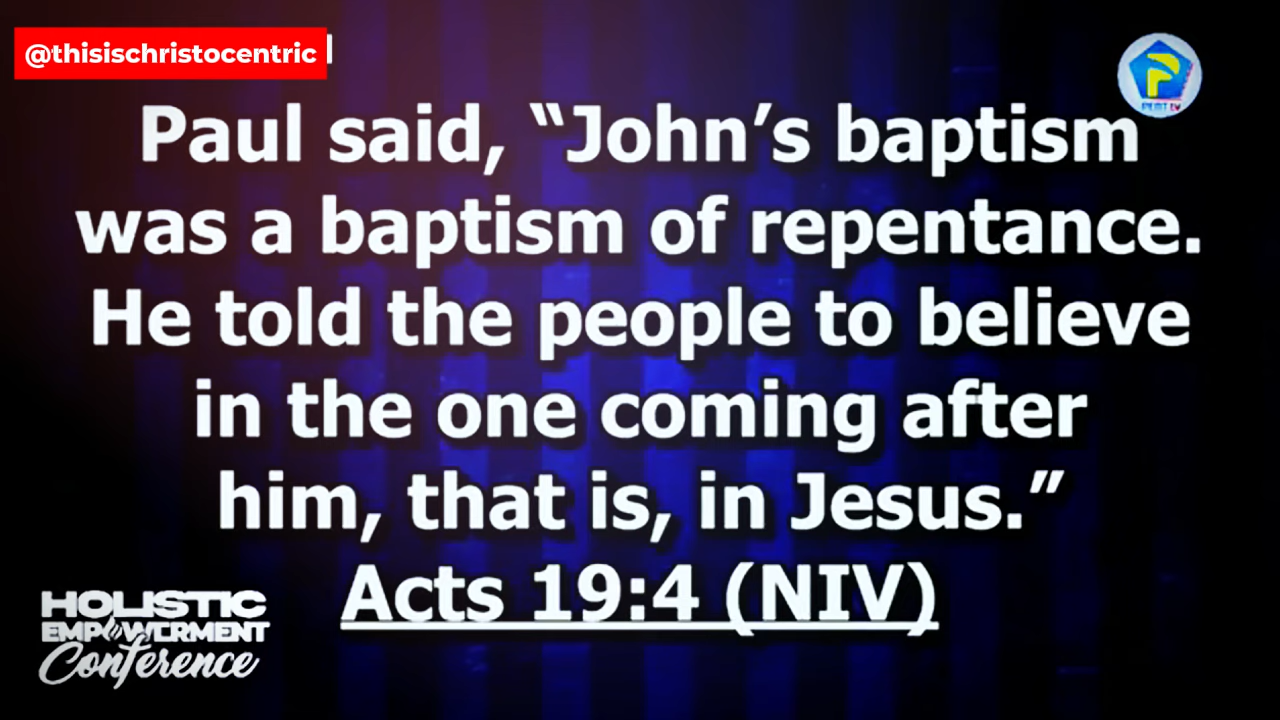 @thisischristocentric
Paul said, “John’s baptism
was a baptism of repentance.
He told the people to believe
in the one coming after
him, that is, in Jesus.”
Acts 19:4 (NIV)
HOLISTIC
EMPOWERMENT
Conference